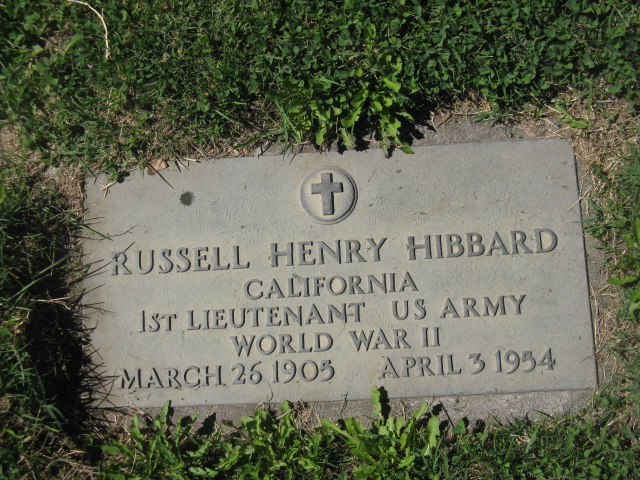 RUSSELL HENRY HIBBARD
CALIFORNIA
1ST LIEUTENANT US ARMY
WORLD WAR II
MARCH 26 1905 APRIL 3 1954